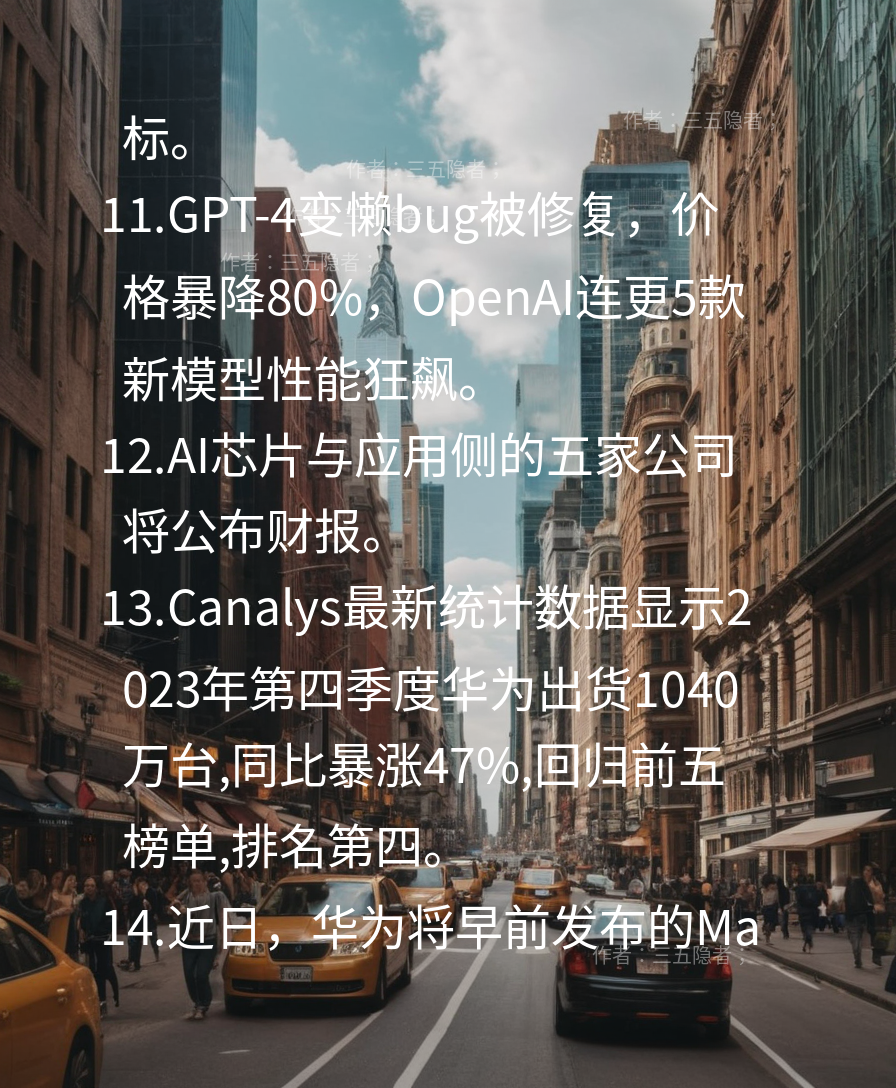 标。
作者：三五隐者；
作者：三五隐者；
11.GPT-4变懒bug被修复，价
作者：三五隐者；
格暴降80%，OpenAI连更5款
新模型性能狂飙。
12.AI芯片与应用侧的五家公司
将公布财报。
13.Canalys最新统计数据显示2
023年第四季度华为出货1040
万台,同比暴涨47%,回归前五
榜单,排名第四。
14.近日，华为将早前发布的Ma
作者：三五隐者；